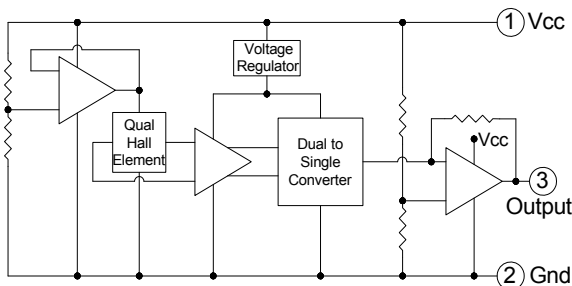 1 Vcc
Voltage
Regulator
Qual
Hall
Element
Dual to
Single
Converter
Vcc
3
Output
2 Gnd